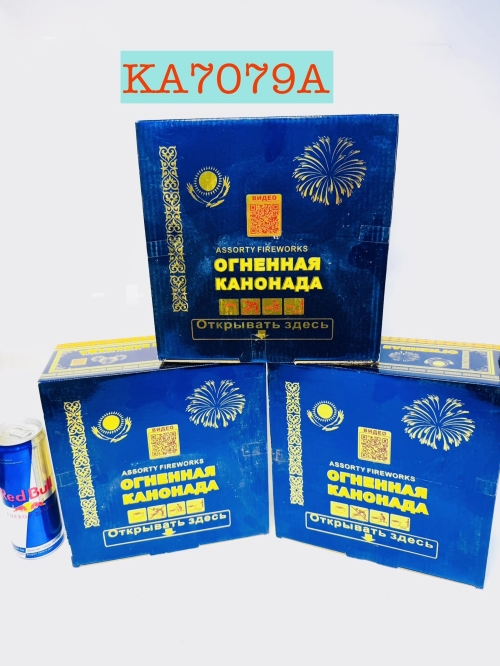 KA7079A
ВИДЕО
ASSORTY FIREWORKS
ОГНЕННАЯ
КАНОНАДА
Открывать здесь
ВИДЕО
ASSORTY FIREWORKS
ОГНЕННАЯ
КАНОНАДА
Открывать здесь
ВИДЕО
ASSORTY FIREWORKS
ОГНЕННАЯ
КАНОНАДА
Открывать здесь
Red Bull